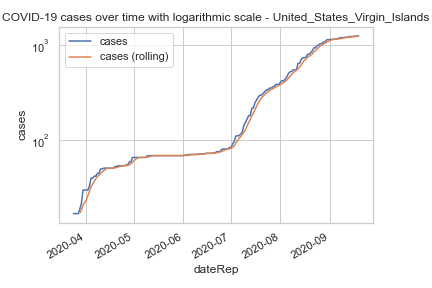 COVID-19 cases over time with logarithmic scale - United_States_Virgin_Islands
cases
cases (rolling)
10³
10²
cases
2020-04
2020-05
2020-06
2020-07
2020-08
2020-09
dateRep